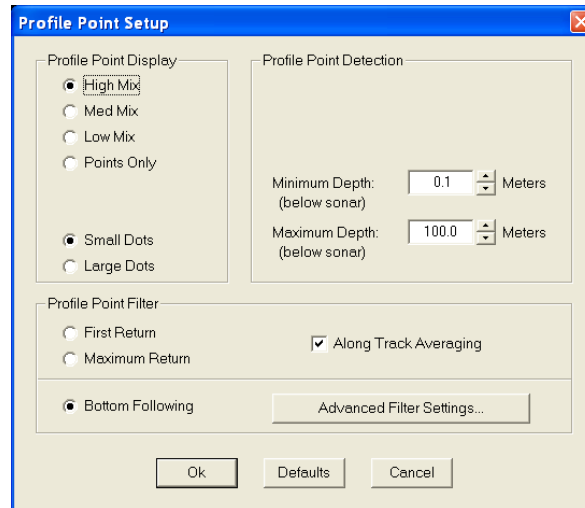 Profile Point Setup
Profile Point Display
High Mix
Med Mix
Low Mix
Points Only
Small Dots
Large Dots
Profile Point Detection
Minimum Depth: 0.1 Meters
(below sonar)
Maximum Depth: 100.0 Meters
(below sonar)
Profile Point Filter
First Return
Maximum Return
Along Track Averaging
Bottom Following
Advanced Filter Settings...
Ok Defaults Cancel